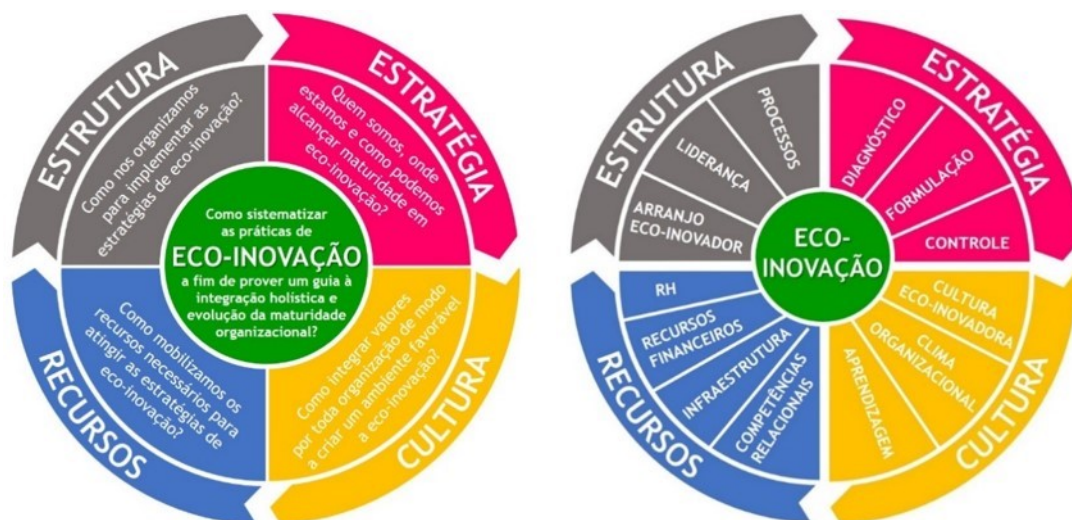 ESTRUTURA
Como nos organizamos
para implementar as
estratégias de eco-inovação?
ESTRATÉGIA
Quem somos, onde
estamos e como podemos
alcançar maturidade em
eco-inovação?
Como sistematizar
as práticas de
ECO-INOVAÇÃO
a fim de prover um guia à
integração holística e
evolução da maturidade
organizacional?
RECURSOS
Como mobilizamos os
recursos necessários para
atingir as estratégias de
eco-inovação?
CULTURA
Como integrar valores
por toda organização de modo
a criar um ambiente favorável
a eco-inovação?
ESTRUTURA
ARRANJO
ECO-INOVADOR
LIDERANÇA
PROCESSOS
ESTRATÉGIA
DIAGNÓSTICO
FORMULAÇÃO
CONTROLE
ECO-
INOVAÇÃO
RECURSOS
RH
RECURSOS
FINANCEIROS
INFRAESTRUTURA
COMPETÊNCIAS
RELACIONAIS
CULTURA
CULTURA
ECO-INOVADORA
CLIMA
ORGANIZACIONAL
APRENDIZAGEM